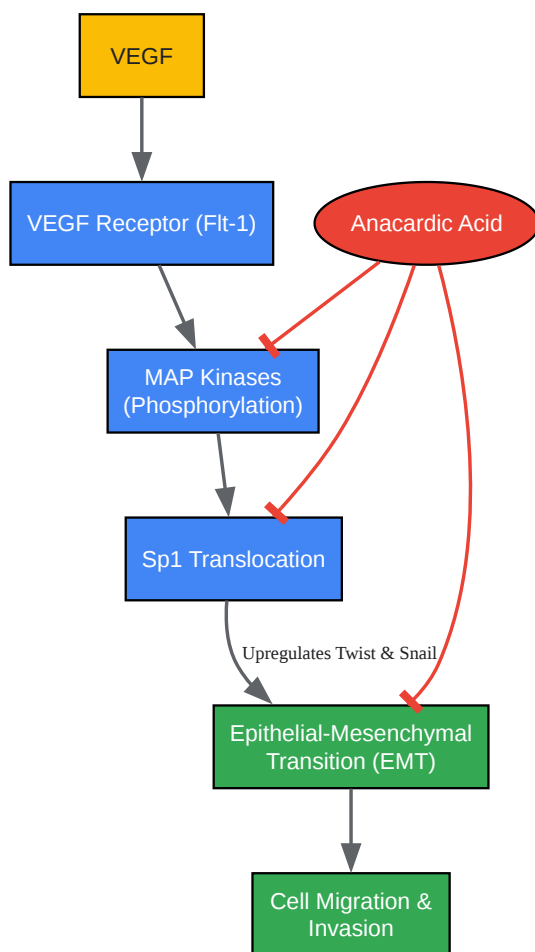 VEGF
VEGF Receptor (Flt-1)
Anacardic Acid
MAP Kinases
(Phosphorylation)
Sp1 Translocation
Upregulates Twist & Snail
Epithelial-Mesenchymal
Transition (EMT)
Cell Migration &
Invasion